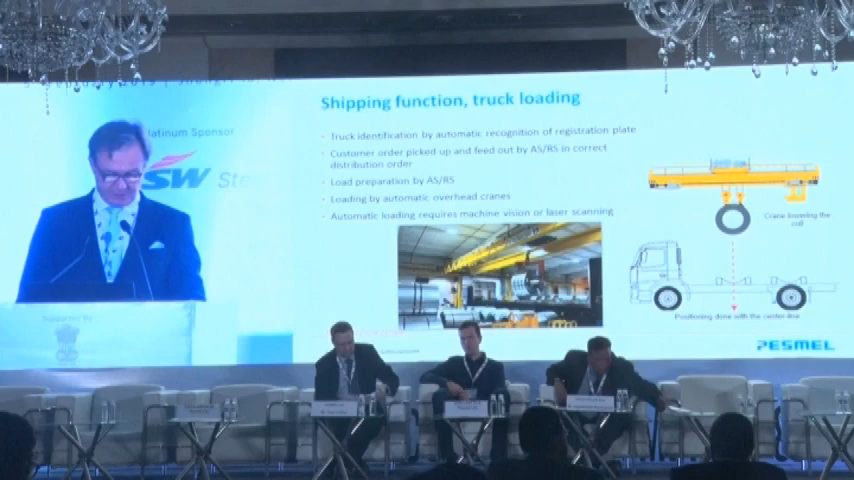 Shipping function, truck loading
Platinum Sponsor
JSW Steel
· Truck identification by automatic recognition of registration plate
· Customer order picked up and feed out by AS/RS in correct
distribution order
· Load preparation by AS/RS
· Loading by automatic overhead cranes
· Automatic loading requires machine vision or laser scanning
Crane lowering the
coil
Positioning done with the center line
Supported By
PESMEL